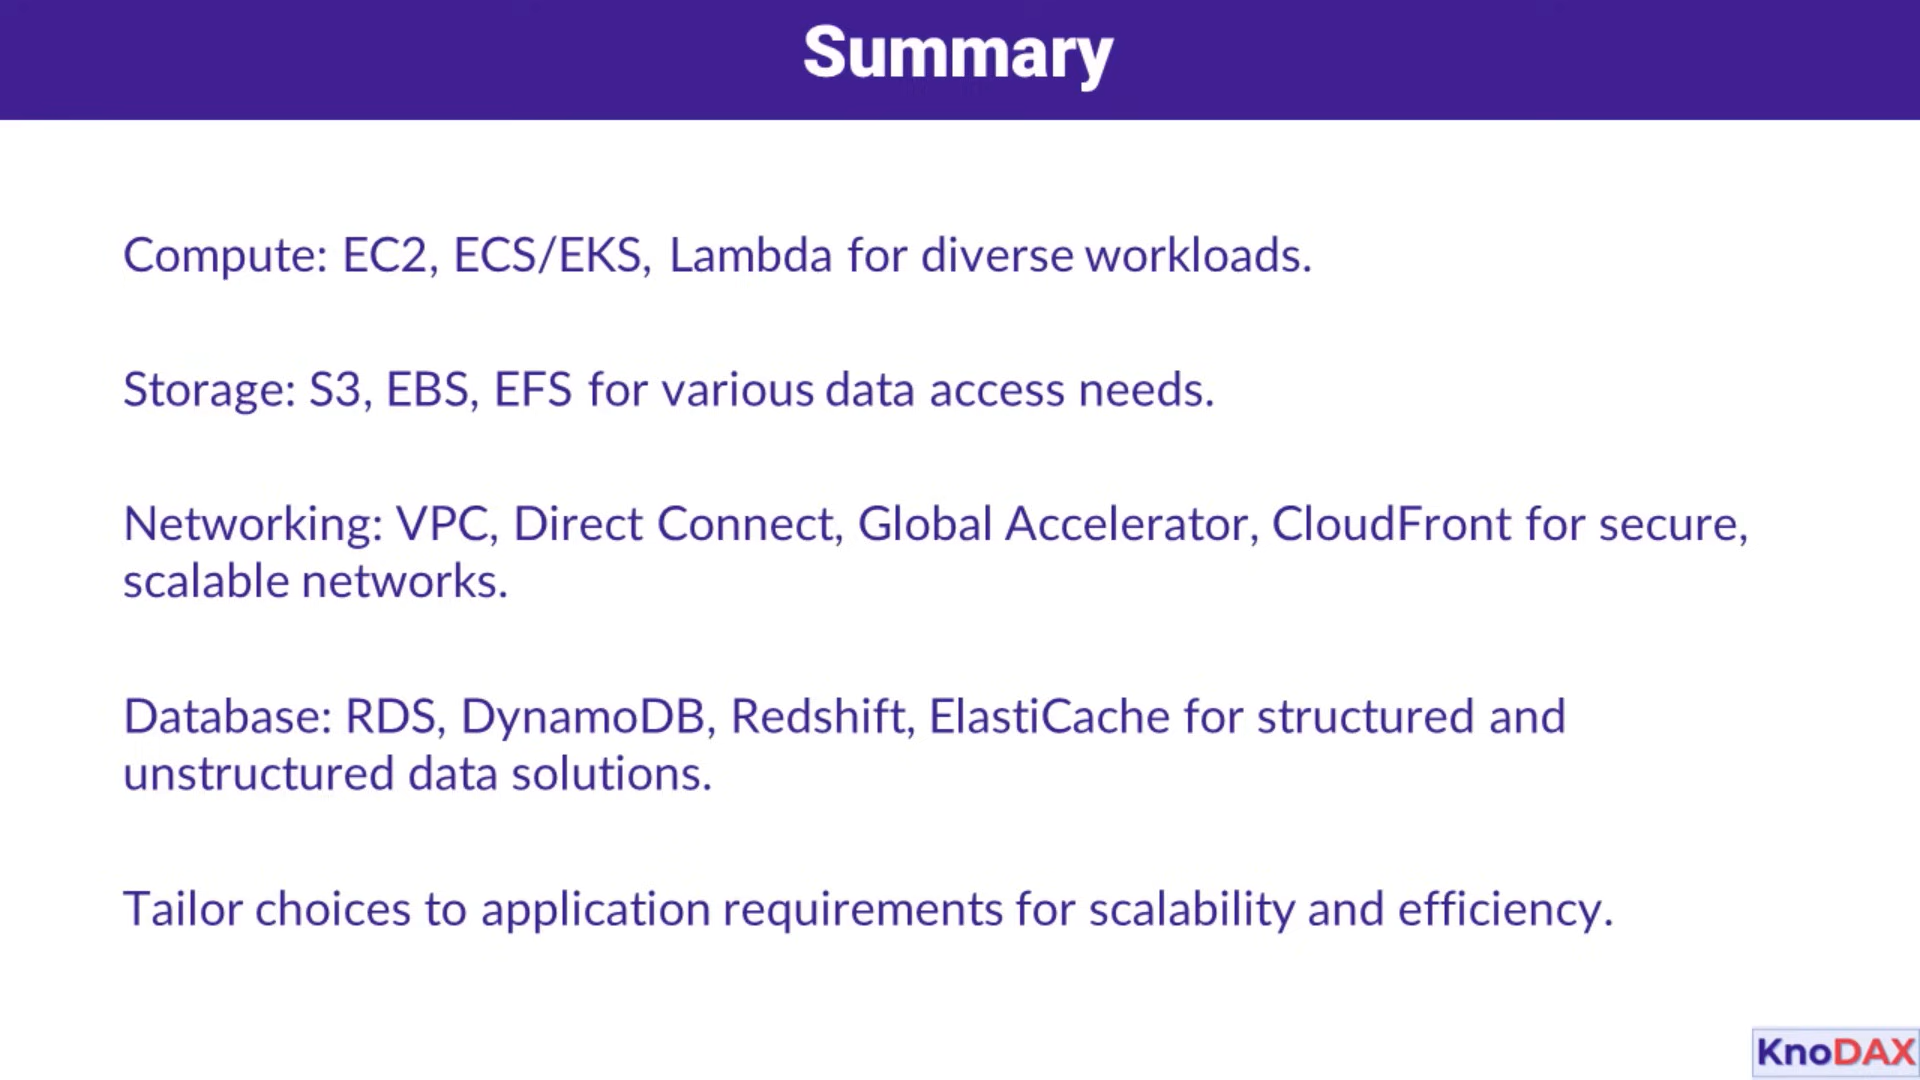 Summary
Compute: EC2, ECS/EKS, Lambda for diverse workloads.
Storage: S3, EBS, EFS for various data access needs.
Networking: VPC, Direct Connect, Global Accelerator, CloudFront for secure,
scalable networks.
Database: RDS, DynamoDB, Redshift, ElastiCache for structured and
unstructured data solutions.
Tailor choices to application requirements for scalability and efficiency.
KnoDAX